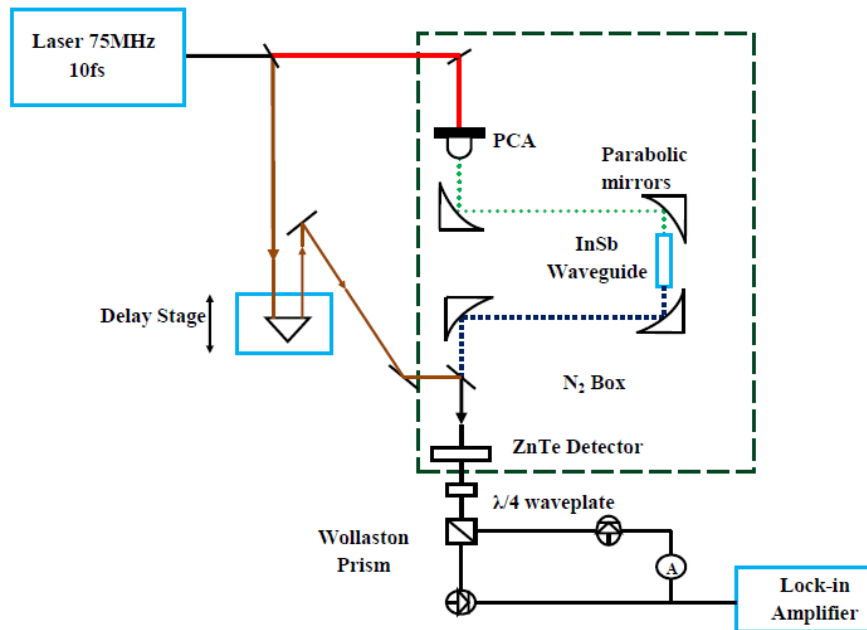 Laser 75MHz
10fs
PCA
Parabolic
mirrors
InSb
Waveguide
Delay Stage
N₂ Box
ZnTe Detector
λ/4 waveplate
Wollaston
Prism
A
Lock-in
Amplifier